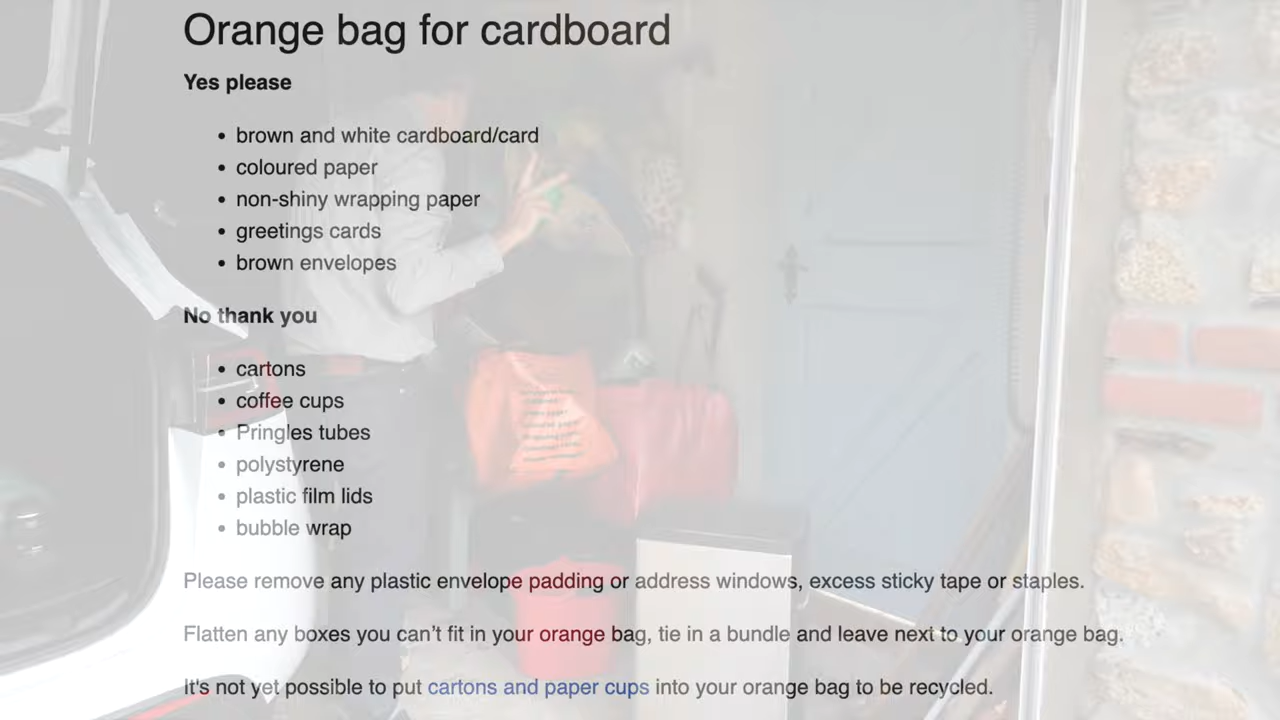 Orange bag for cardboard
Yes please
• brown and white cardboard/card
• coloured paper
• non-shiny wrapping paper
• greetings cards
• brown envelopes
No thank you
• cartons
• coffee cups
• Pringles tubes
• polystyrene
• plastic film lids
• bubble wrap
Please remove any plastic envelope padding or address windows, excess sticky tape or staples.
Flatten any boxes you can’t fit in your orange bag, tie in a bundle and leave next to your orange bag.
It's not yet possible to put cartons and paper cups into your orange bag to be recycled.